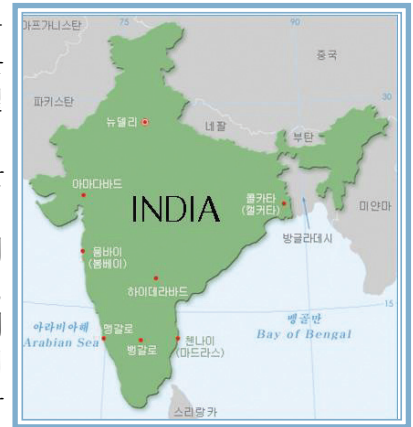 아프가니스탄
75
90
중국
파키스탄
30
뉴델리
네팔
부탄
아마다바드
INDIA
콜카타
(캘커타)
미얀마
방글라데시
뭄바이
(봄베이)
하이데라바드
15
아라비아해
Arabian Sea
벵골만
Bay of Bengal
망갈로
벵갈로
첸나이
(마드라스)
스리랑카